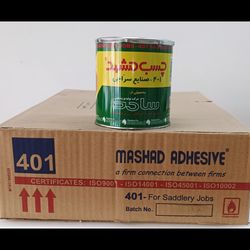 چسب مشهد
۴۰۱ - صنایع سراجی
401
MASHAD ADHESIVE®
a firm connection between firms
CERTIFICATES: ISO9001 - ISO14001 - ISO45001 - ISO10002
401- For Saddlery Jobs
Batch No.